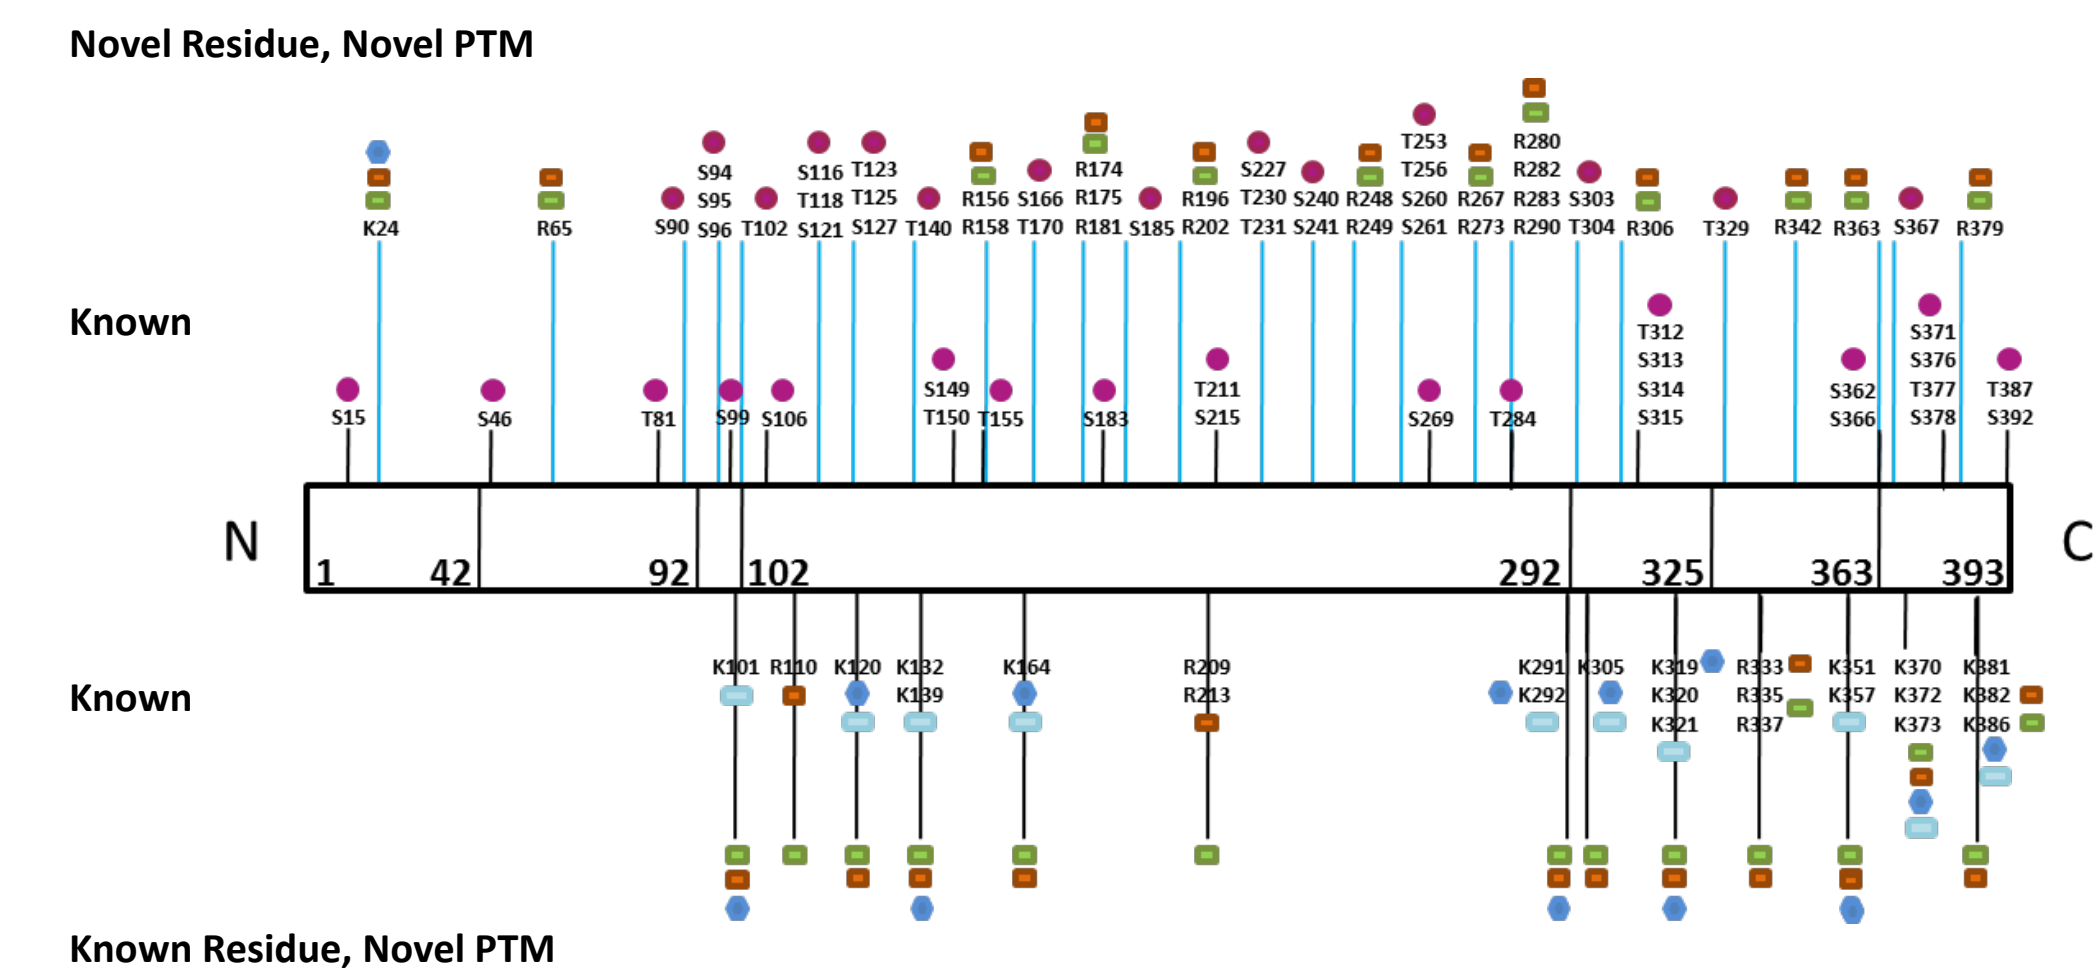 Novel Residue, Novel PTM
T253
R280
S94 S116 T123 R174 S227 T256 R282
S95 T118 T125 R156 S166 R175 R196 T230 S240 R248 S260 R267 R283 S303
K24 R65 S90 S96 T102 S121 S127 T140 R158 T170 R181 S185 R202 T231 S241 R249 S261 R273 R290 T304 R306 T329 R342 R363 S367 R379
Known
T312 S371
S313 S376
S149 T211 S314 S362 T377 T387
S15 S46 T81 S99 S106 T150 T155 S183 S215 S269 T284 S315 S366 S378 S392
N C
1 42 92 102 292 325 363 393
Known
K101 R110 K120 K132 K164 R209 K291 K305 K319 R333 K351 K370 K381
K139 R213 K292 K320 R335 K357 K372 K382
K321 R337 K373 K386
Known Residue, Novel PTM